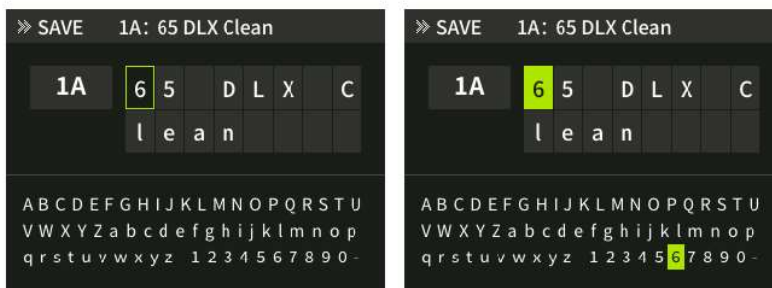 » SAVE 1A: 65 DLX Clean
1A 6 5 D L X C
l e a n
A B C D E F G H I J K L M N O P Q R S T U
V W X Y Z a b c d e f g h i j k l m n o p
q r s t u v w x y z 1 2 3 4 5 6 7 8 9 0 -
» SAVE 1A: 65 DLX Clean
1A 6 5 D L X C
l e a n
A B C D E F G H I J K L M N O P Q R S T U
V W X Y Z a b c d e f g h i j k l m n o p
q r s t u v w x y z 1 2 3 4 5 6 7 8 9 0 -